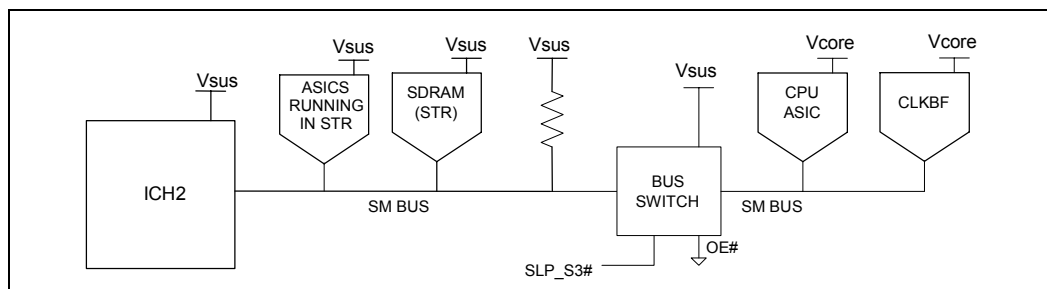 Vsus
Vsus
Vsus
Vsus
Vsus
Vcore
Vcore
ASICS
RUNNING
IN STR
SDRAM
(STR)
CPU
ASIC
CLKBF
ICH2
SM BUS
BUS
SWITCH
SM BUS
SLP_S3#
OE#